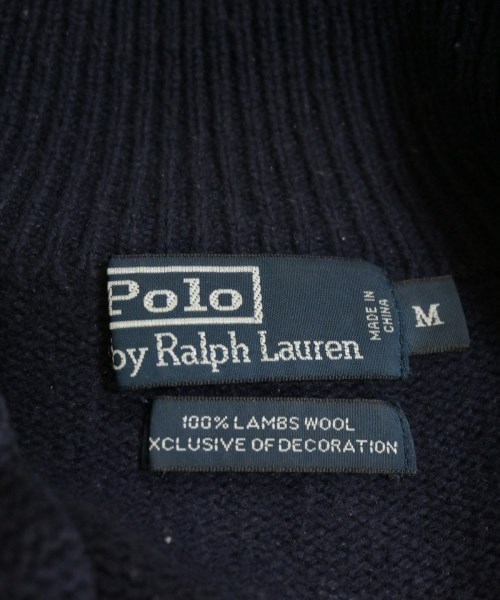 Polo
by Ralph Lauren
MADE IN
CHINA
M
100% LAMBS WOOL
XCLUSIVE OF DECORATION